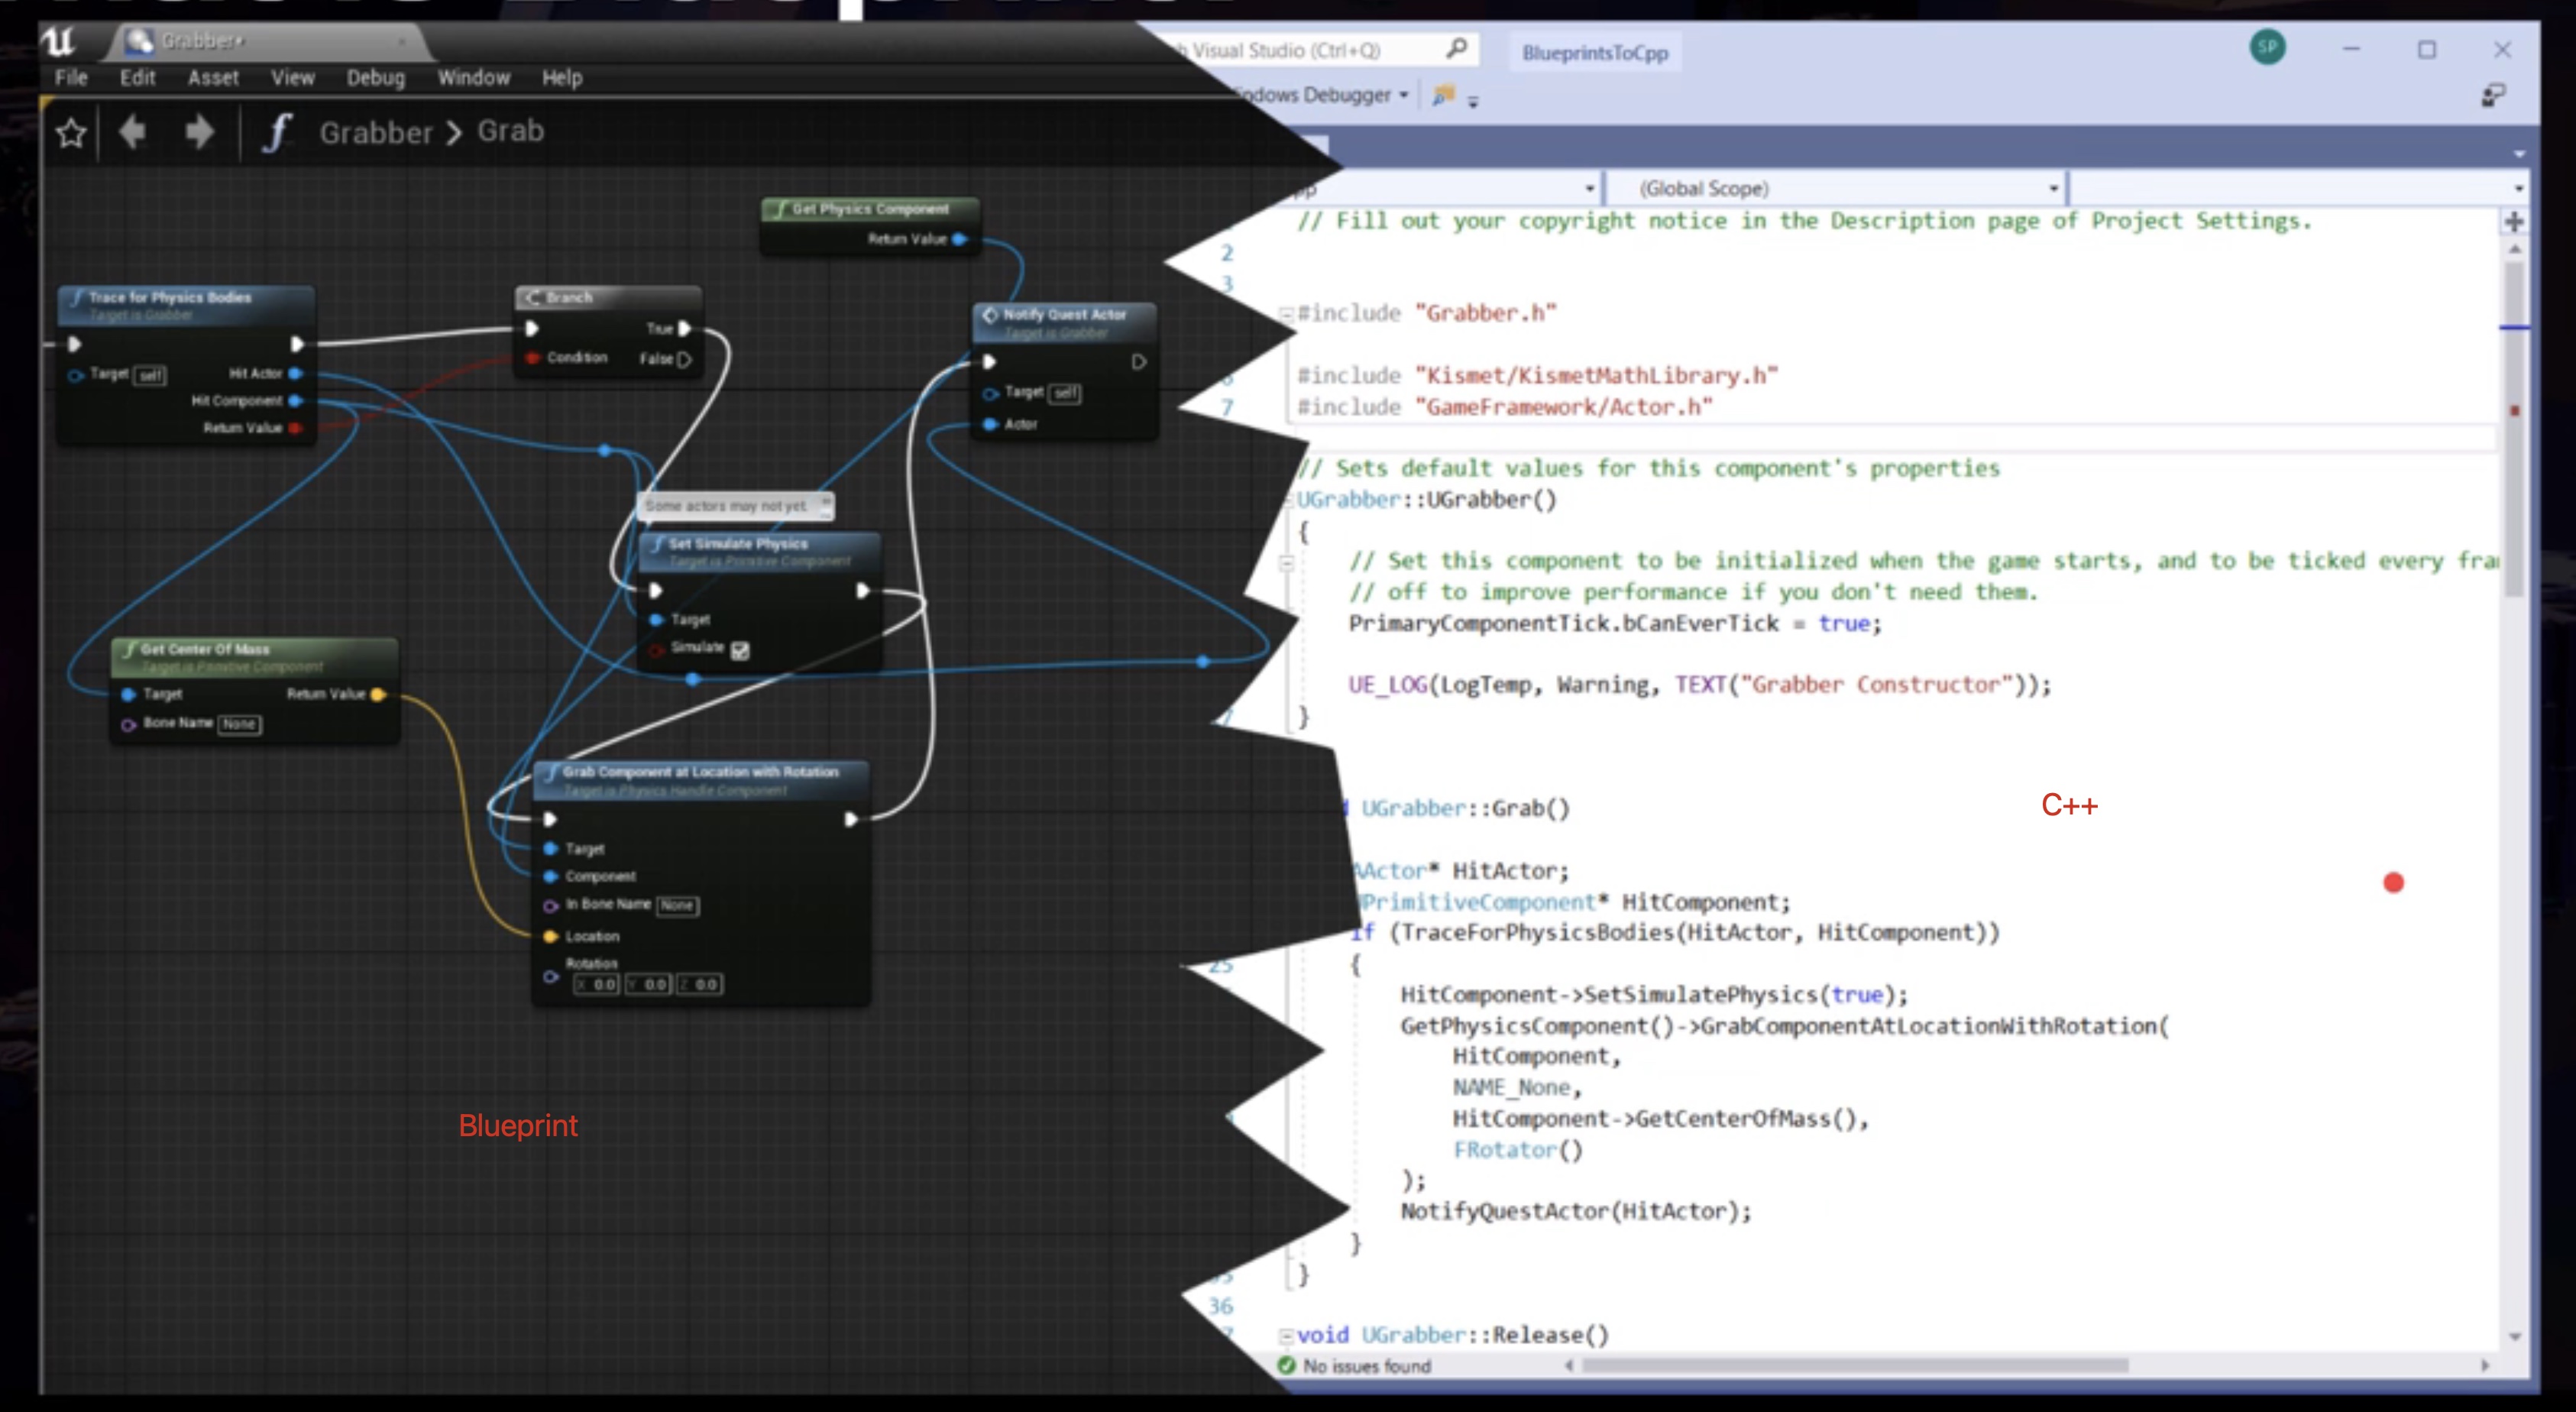 Grabber*
File Edit Asset View Debug Window Help
Grabber > Grab
Get Physics Component
Return Value
Trace for Physics Bodies
Target is Grabber
Target self
Hit Actor
Hit Component
Return Value
Branch
True
Condition
False
Notify Quest Actor
Target is Grabber
Target self
Actor
Some actors may not yet
Set Simulate Physics
Target is Primitive Component
Target
Simulate
Get Center Of Mass
Target is Primitive Component
Target
Return Value
Bone Name None
Grab Component at Location with Rotation
Target is Physics Handle Component
Target
Component
In Bone Name None
Location
Rotation
X 0.0 Y 0.0 Z 0.0
Blueprint
Visual Studio (Ctrl+Q)
BlueprintsToCpp
SP
Debugger
(Global Scope)
// Fill out your copyright notice in the Description page of Project Settings.
2
3
#include "Grabber.h"
#include "Kismet/KismetMathLibrary.h"
7 #include "GameFramework/Actor.h"
// Sets default values for this component's properties
UGrabber::UGrabber()
{
// Set this component to be initialized when the game starts, and to be ticked every fra
// off to improve performance if you don't need them.
PrimaryComponentTick.bCanEverTick = true;
UE_LOG(LogTemp, Warning, TEXT("Grabber Constructor"));
}
UGrabber::Grab()
C++
AActor* HitActor;
UPrimitiveComponent* HitComponent;
if (TraceForPhysicsBodies(HitActor, HitComponent))
25 {
HitComponent->SetSimulatePhysics(true);
GetPhysicsComponent()->GrabComponentAtLocationWithRotation(
HitComponent,
NAME_None,
HitComponent->GetCenterOfMass(),
FRotator()
);
NotifyQuestActor(HitActor);
}
}
36
void UGrabber::Release()
No issues found